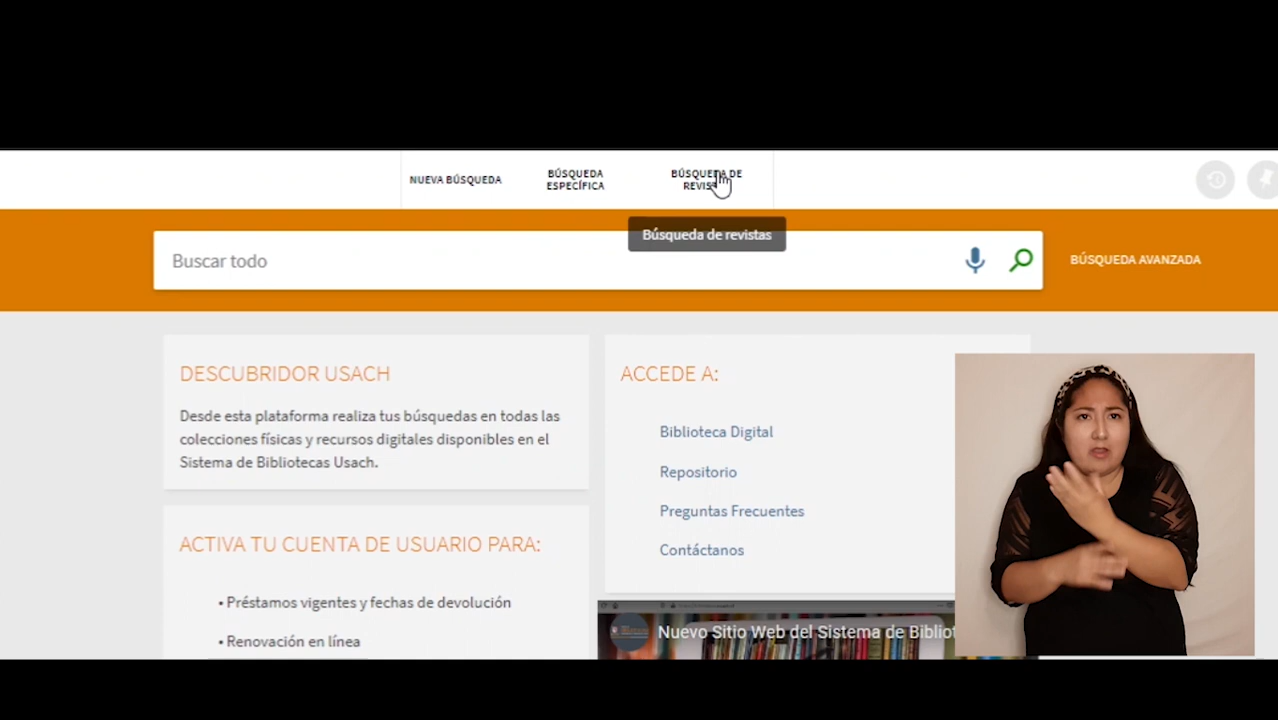 NUEVA BÚSQUEDA
BÚSQUEDA
ESPECÍFICA
BÚSQUEDA DE
Búsqueda de revistas
Buscar todo
BÚSQUEDA AVANZADA
DESCUBRIDOR USACH
Desde esta plataforma realiza tus búsquedas en todas las
colecciones físicas y recursos digitales disponibles en el
Sistema de Bibliotecas Usach.
ACTIVA TU CUENTA DE USUARIO PARA:
• Préstamos vigentes y fechas de devolución
• Renovación en línea
ACCEDE A:
Biblioteca Digital
Repositorio
Preguntas Frecuentes
Contáctanos
Nuevo Sitio Web del Sistema de Bibliot